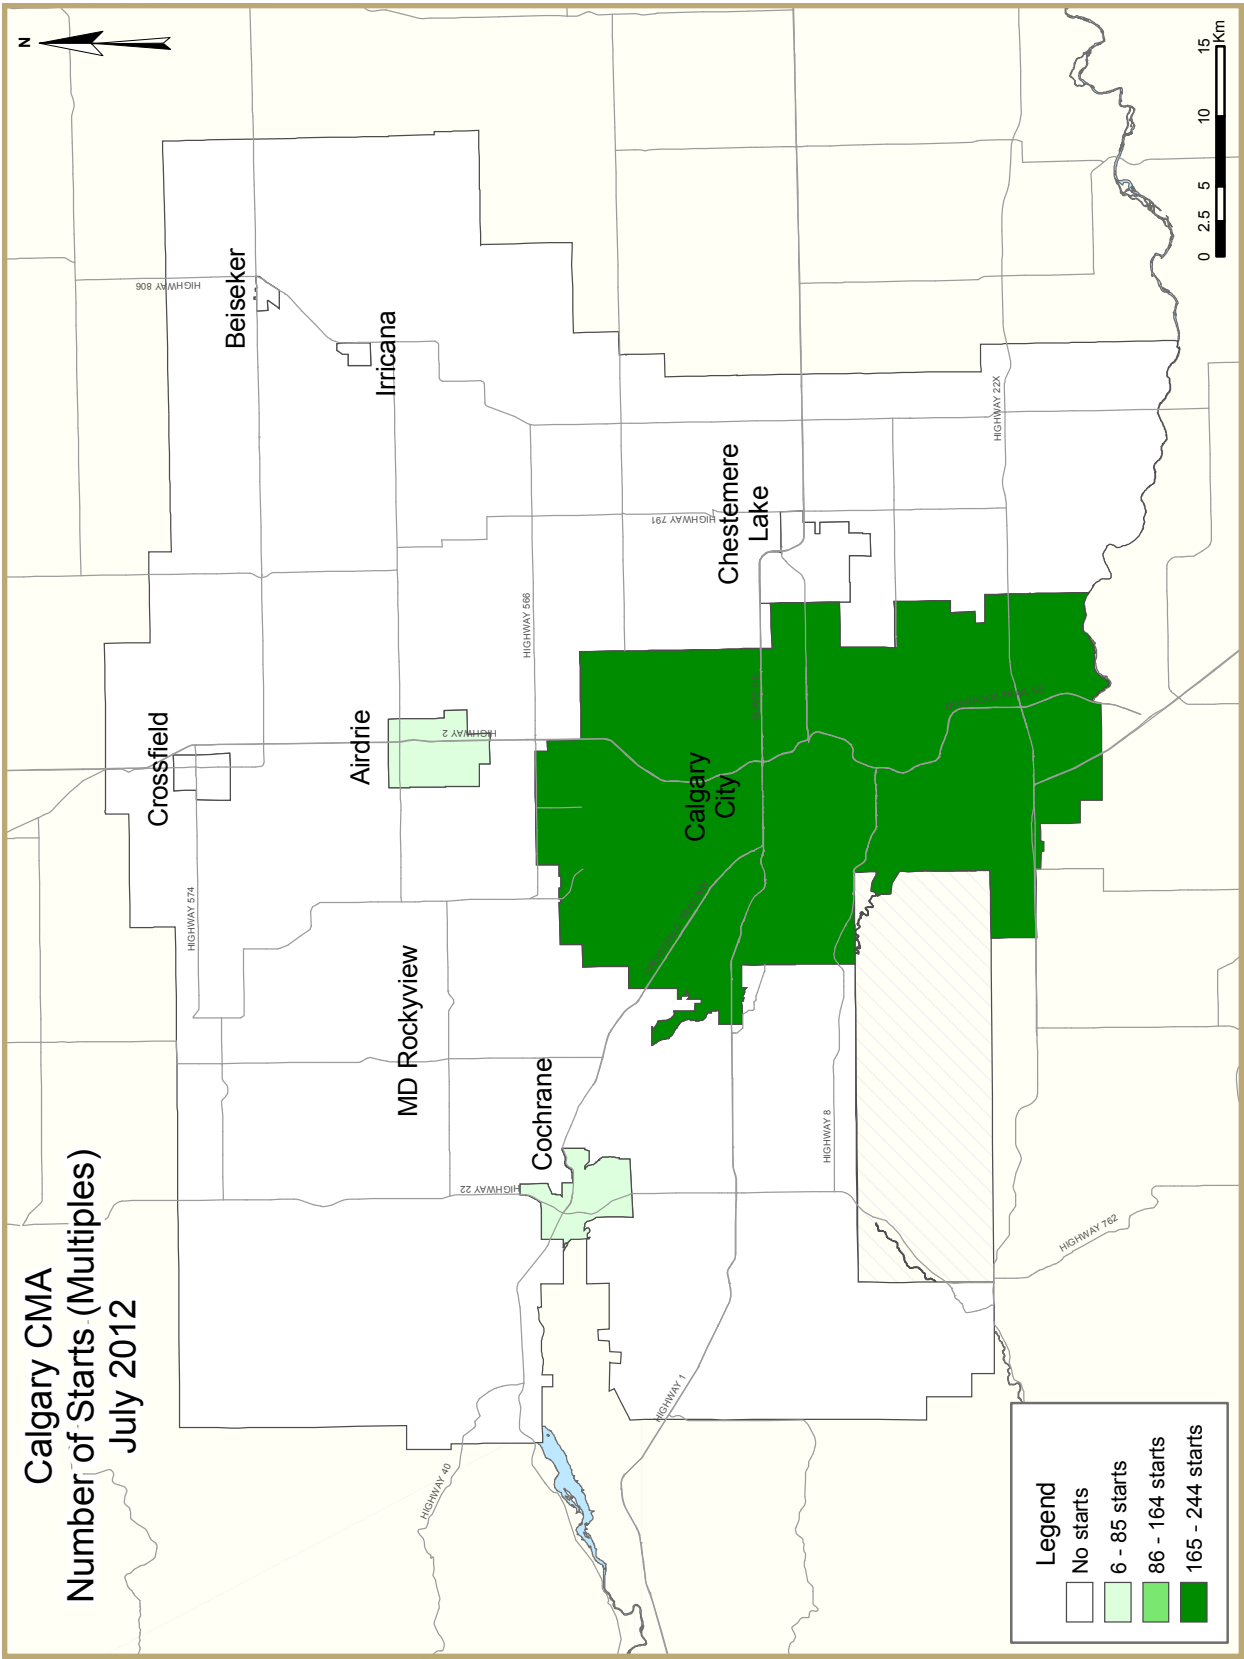 Calgary CMA
Number of Starts (Multiples)
July 2012
N
HIGHWAY 574
Crossfield
HIGHWAY 806
Beiseker
Irricana
Airdrie
HIGHWAY 2
MD Rockyview
HIGHWAY 22
HIGHWAY 566
Cochrane
HIGHWAY 40
HIGHWAY 791
Chestemere
Lake
Calgary
City
HIGHWAY 1
HIGHWAY 8
HIGHWAY 22X
HIGHWAY 762
Legend
No starts
6 - 85 starts
86 - 164 starts
165 - 244 starts
0 2.5 5 10 15
Km